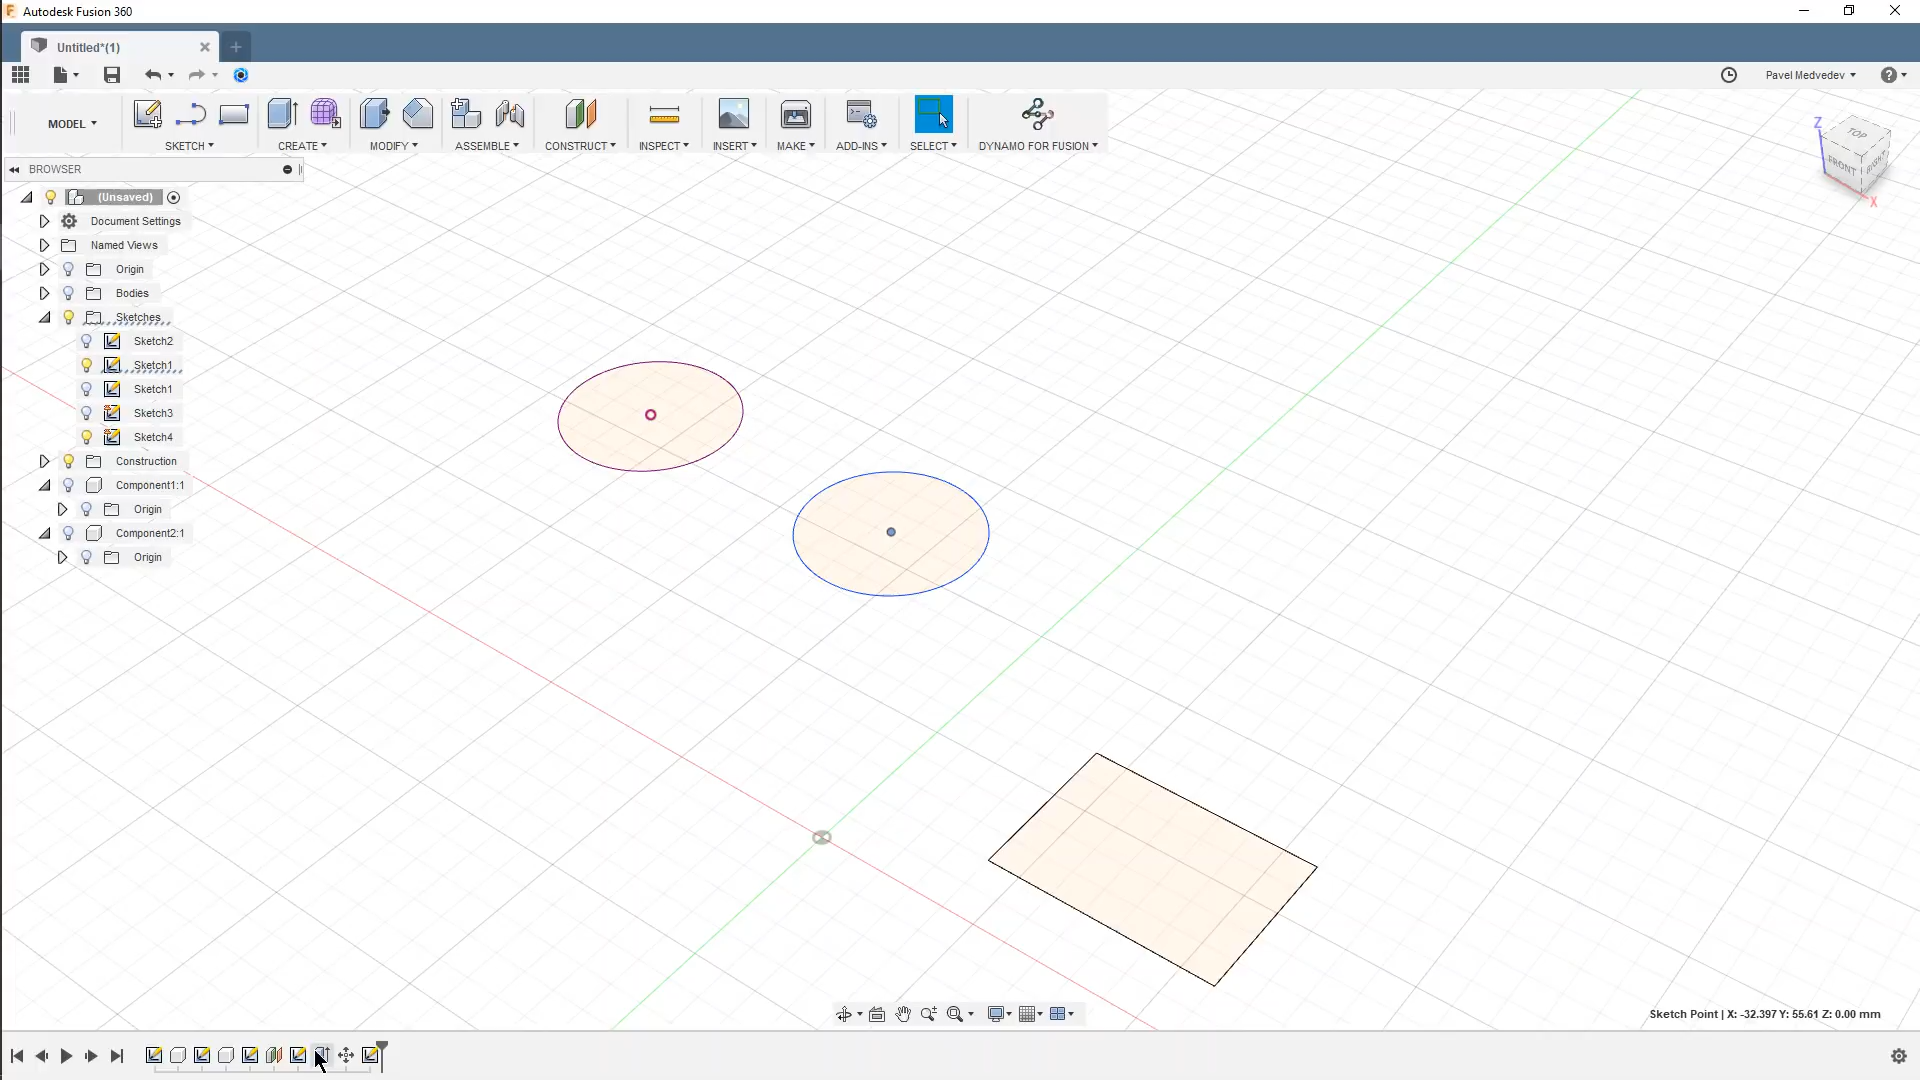 Autodesk Fusion 360
Untitled*(1)
Pavel Medvedev
MODEL
SKETCH
CREATE
MODIFY
ASSEMBLE
CONSTRUCT
INSPECT
INSERT
MAKE
ADD-INS
SELECT
DYNAMO FOR FUSION
BROWSER
(Unsaved)
Document Settings
Named Views
Origin
Bodies
Sketches
Sketch2
Sketch1
Sketch1
Sketch3
Sketch4
Construction
Component1:1
Origin
Component2:1
Origin
Z
TOP
FRONT
RIGHT
X
Sketch Point | X: -32.397 Y: 55.61 Z: 0.00 mm